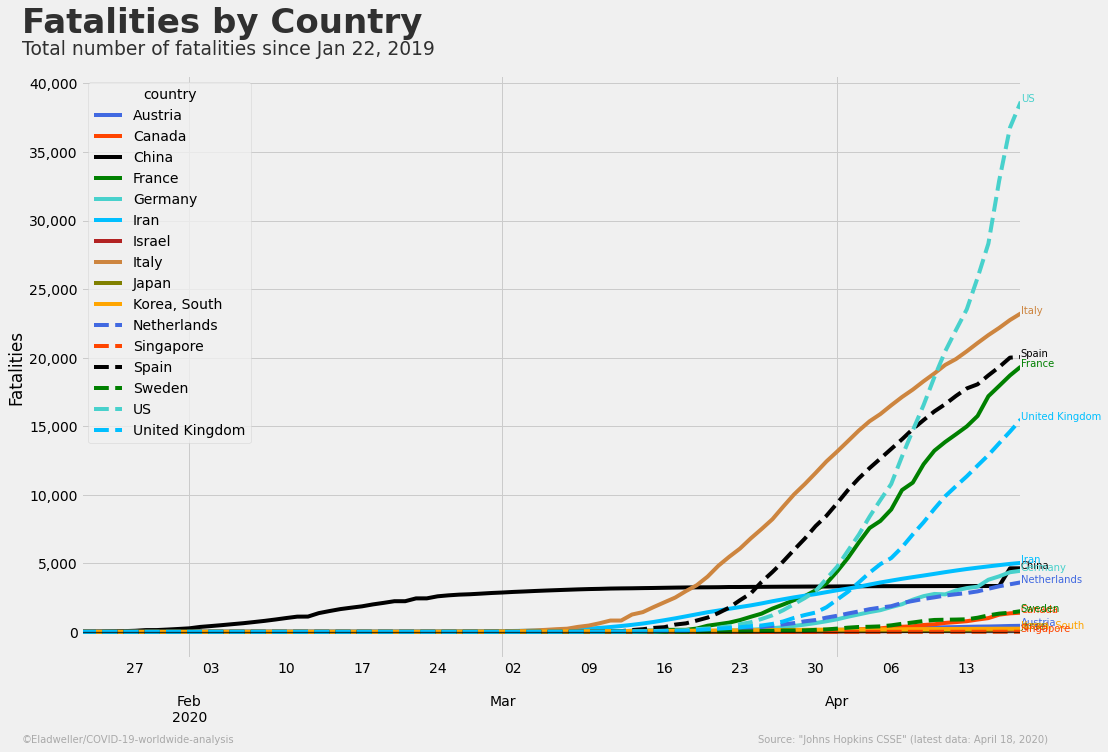 Fatalities by Country
Total number of fatalities since Jan 22, 2019
Fatalities
40,000
35,000
30,000
25,000
20,000
15,000
10,000
5,000
0
country
Austria
Canada
China
France
Germany
Iran
Israel
Italy
Japan
Korea, South
Netherlands
Singapore
Spain
Sweden
US
United Kingdom
US
Italy
Spain
France
United Kingdom
Iran
China
Germany
Netherlands
Sweden
Canada
Austria
South
Singapore
27 03 10 17 24 02 09 16 23 30 06 13
Feb Mar Apr
2020
©Eladweller/COVID-19-worldwide-analysis
Source: "Johns Hopkins CSSE" (latest data: April 18, 2020)